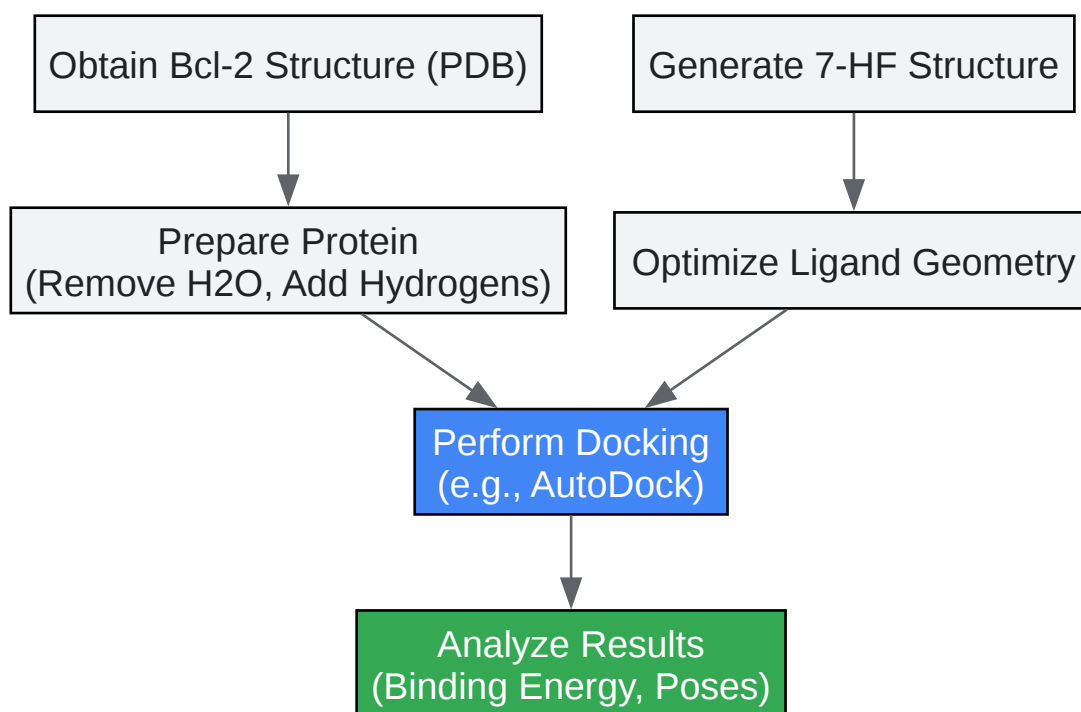 Obtain Bcl-2 Structure (PDB)
Generate 7-HF Structure
Prepare Protein
(Remove H2O, Add Hydrogens)
Optimize Ligand Geometry
Perform Docking
(e.g., AutoDock)
Analyze Results
(Binding Energy, Poses)